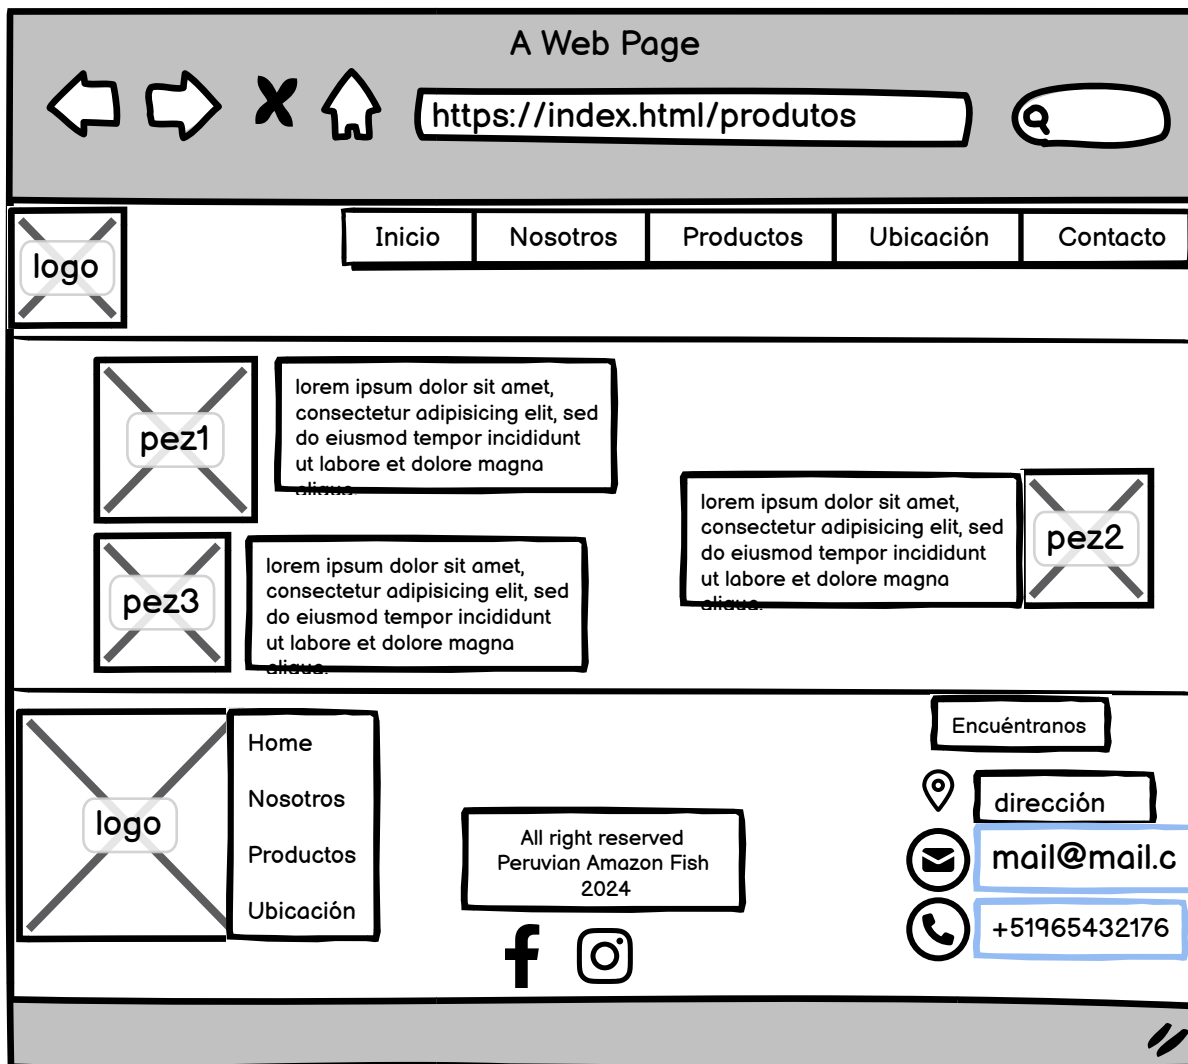 A Web Page
https://index.html/produtos
logo
Inicio Nosotros Productos Ubicación Contacto
pez1
lorem ipsum dolor sit amet,
consectetur adipisicing elit, sed
do eiusmod tempor incididunt
ut labore et dolore magna
aliqua.
lorem ipsum dolor sit amet,
consectetur adipisicing elit, sed
do eiusmod tempor incididunt
ut labore et dolore magna
aliqua.
pez2
pez3
lorem ipsum dolor sit amet,
consectetur adipisicing elit, sed
do eiusmod tempor incididunt
ut labore et dolore magna
aliqua.
logo
Home
Nosotros
Productos
Ubicación
All right reserved
Peruvian Amazon Fish
2024
Encuéntranos
dirección
mail@mail.c
+51965432176